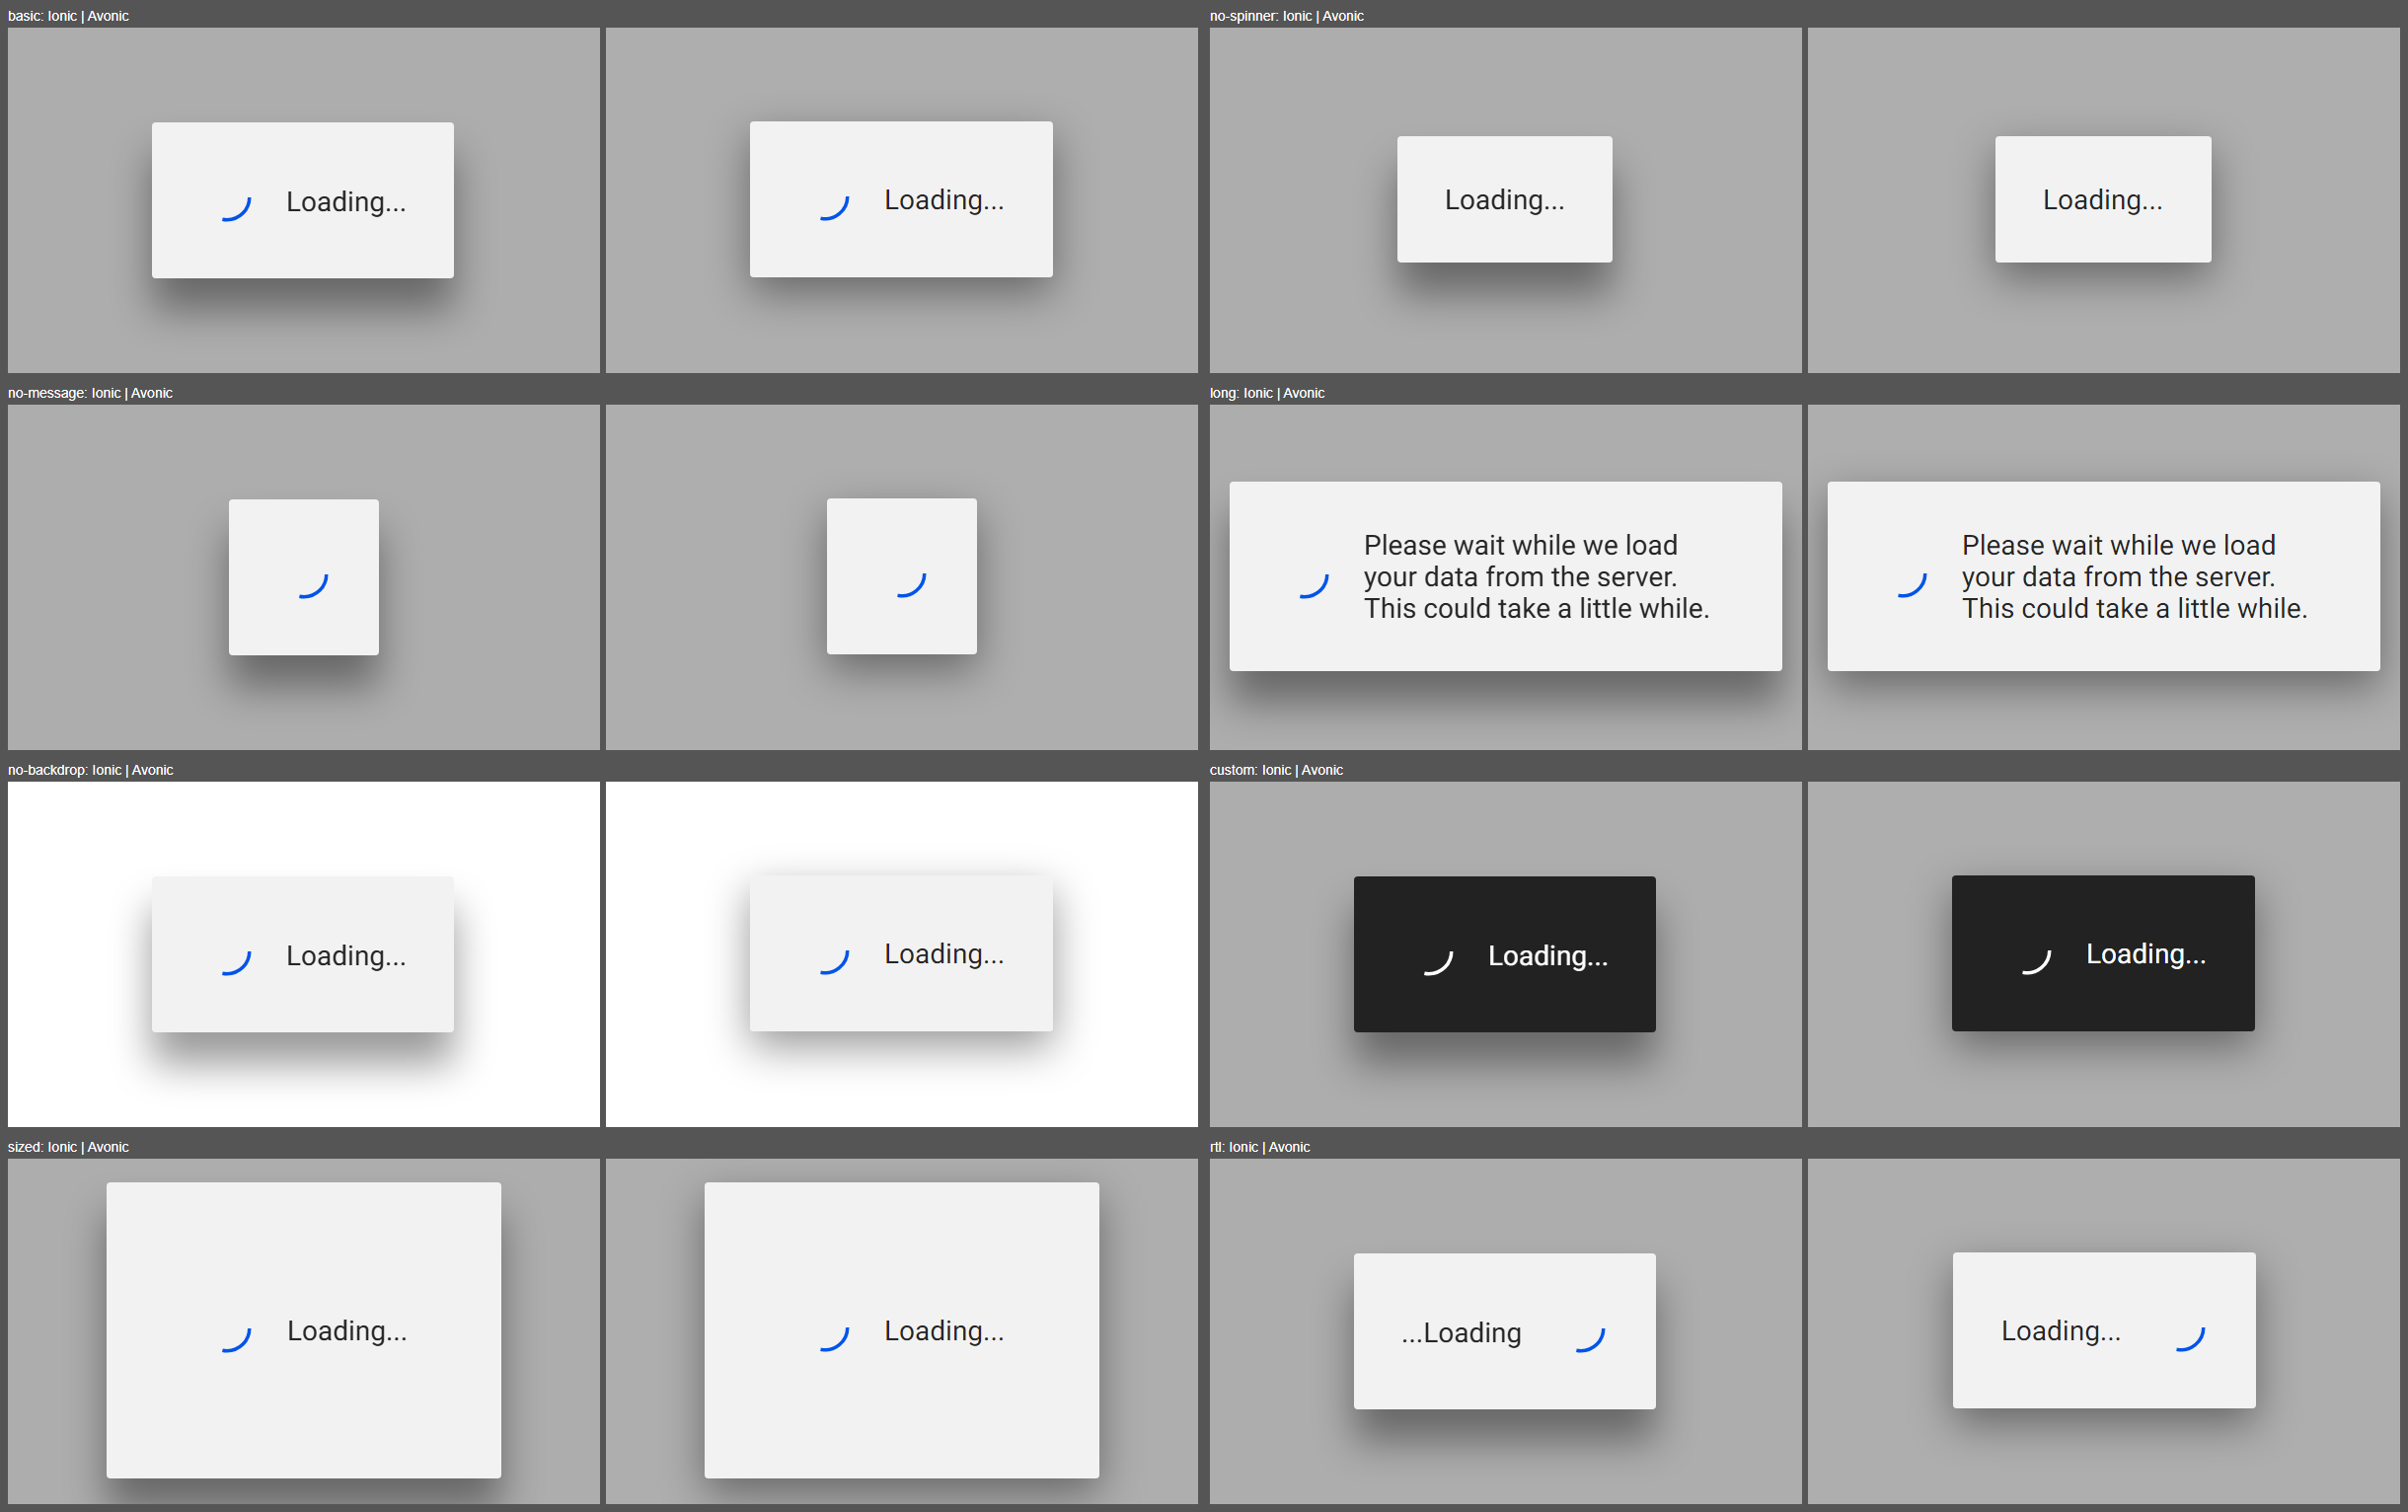 basic: Ionic | Avonic
Loading...
Loading...
no-spinner: Ionic | Avonic
Loading...
Loading...
no-message: Ionic | Avonic
long: Ionic | Avonic
Please wait while we load
your data from the server.
This could take a little while.
Please wait while we load
your data from the server.
This could take a little while.
no-backdrop: Ionic | Avonic
Loading...
Loading...
custom: Ionic | Avonic
Loading...
Loading...
sized: Ionic | Avonic
Loading...
Loading...
rtl: Ionic | Avonic
...Loading
Loading...